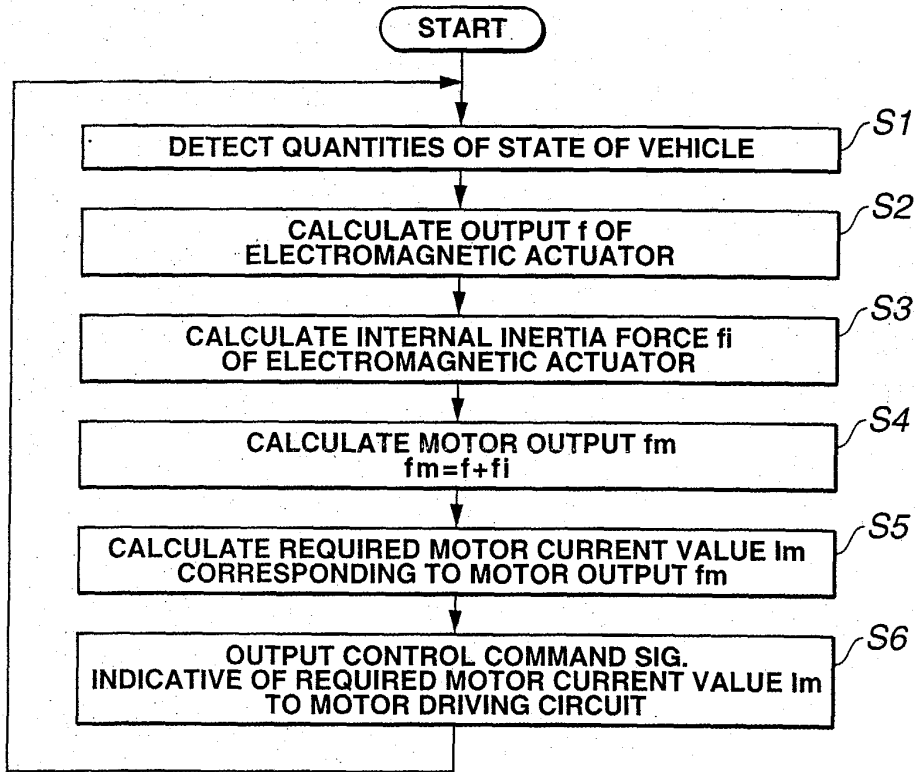 START
DETECT QUANTITIES OF STATE OF VEHICLE
S1
CALCULATE OUTPUT f OF
ELECTROMAGNETIC ACTUATOR
S2
CALCULATE INTERNAL INERTIA FORCE fi
OF ELECTROMAGNETIC ACTUATOR
S3
CALCULATE MOTOR OUTPUT fm
fm=f+fi
S4
CALCULATE REQUIRED MOTOR CURRENT VALUE Im
CORRESPONDING TO MOTOR OUTPUT fm
S5
OUTPUT CONTROL COMMAND SIG.
INDICATIVE OF REQUIRED MOTOR CURRENT VALUE Im
TO MOTOR DRIVING CIRCUIT
S6